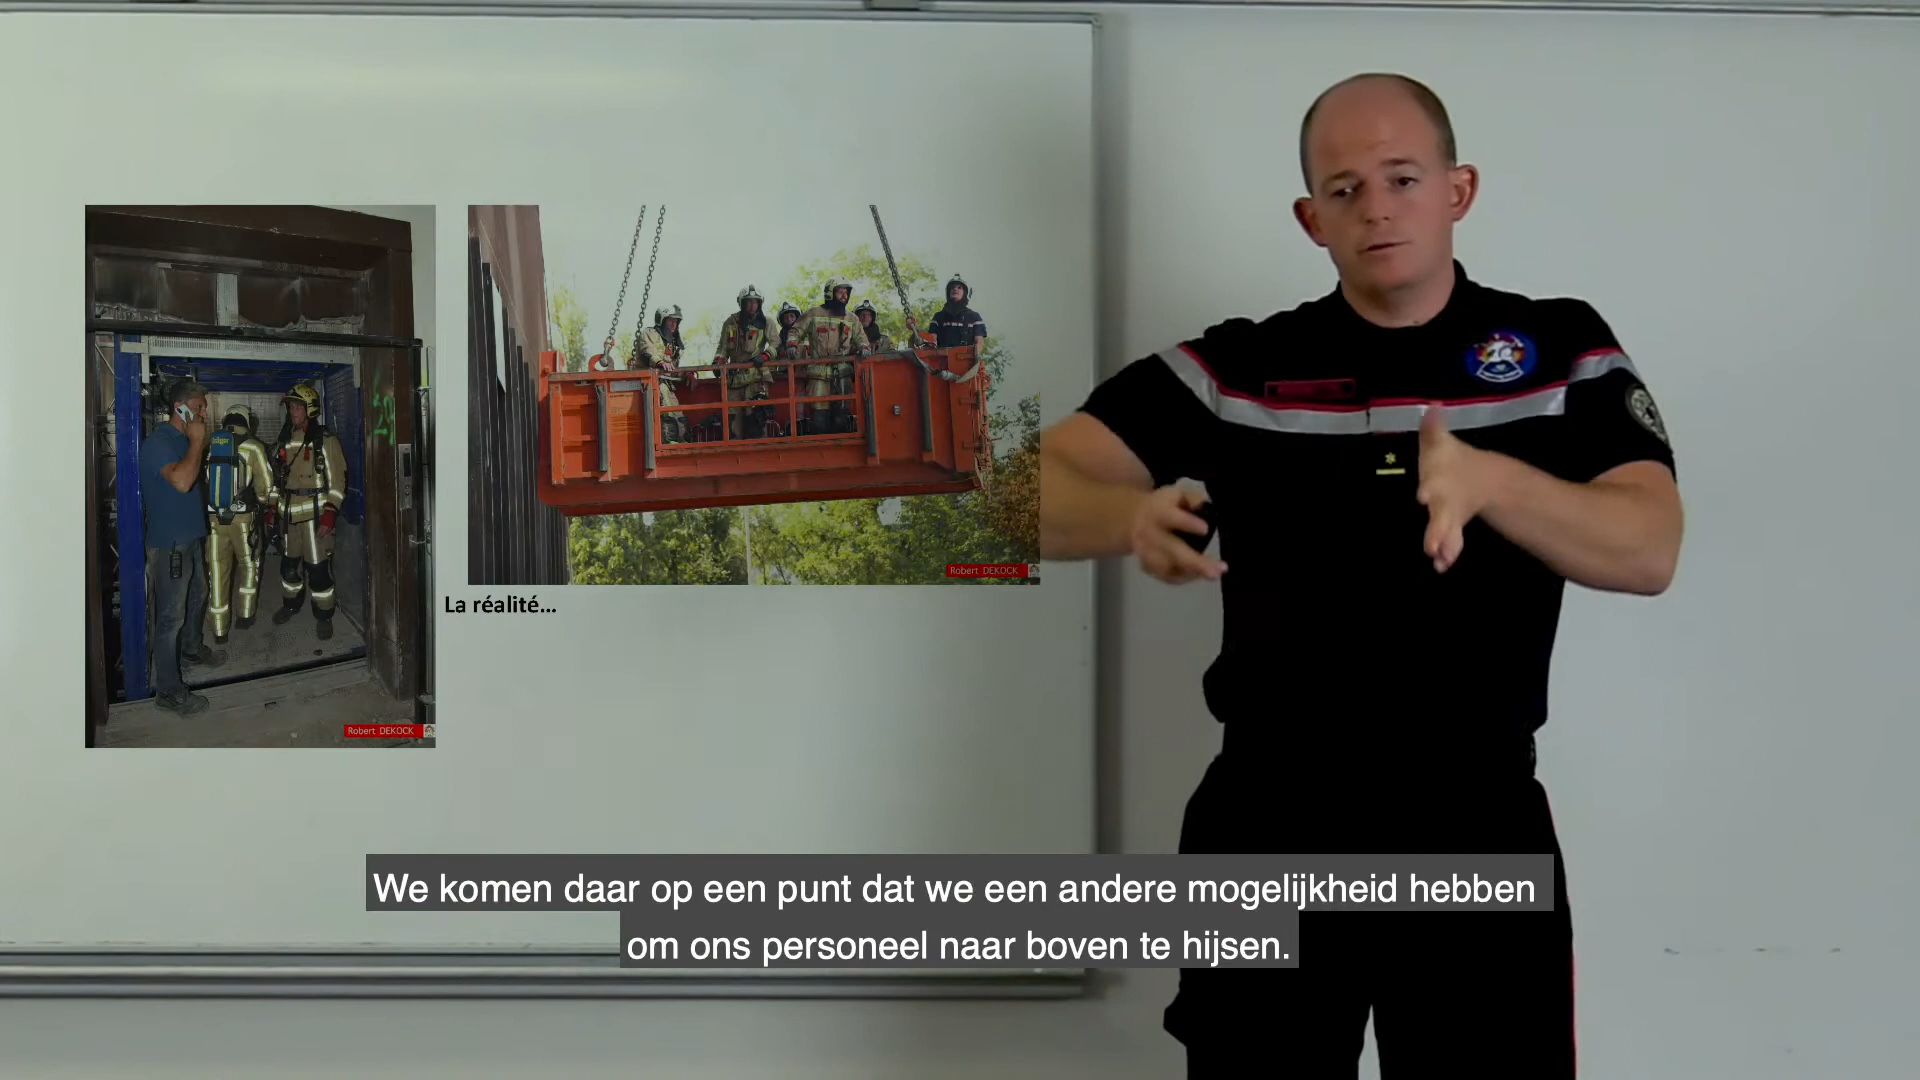 Robert DEKOCK
Robert DEKOCK
La réalité...
We komen daar op een punt dat we een andere mogelijkheid hebben
om ons personeel naar boven te hijsen.